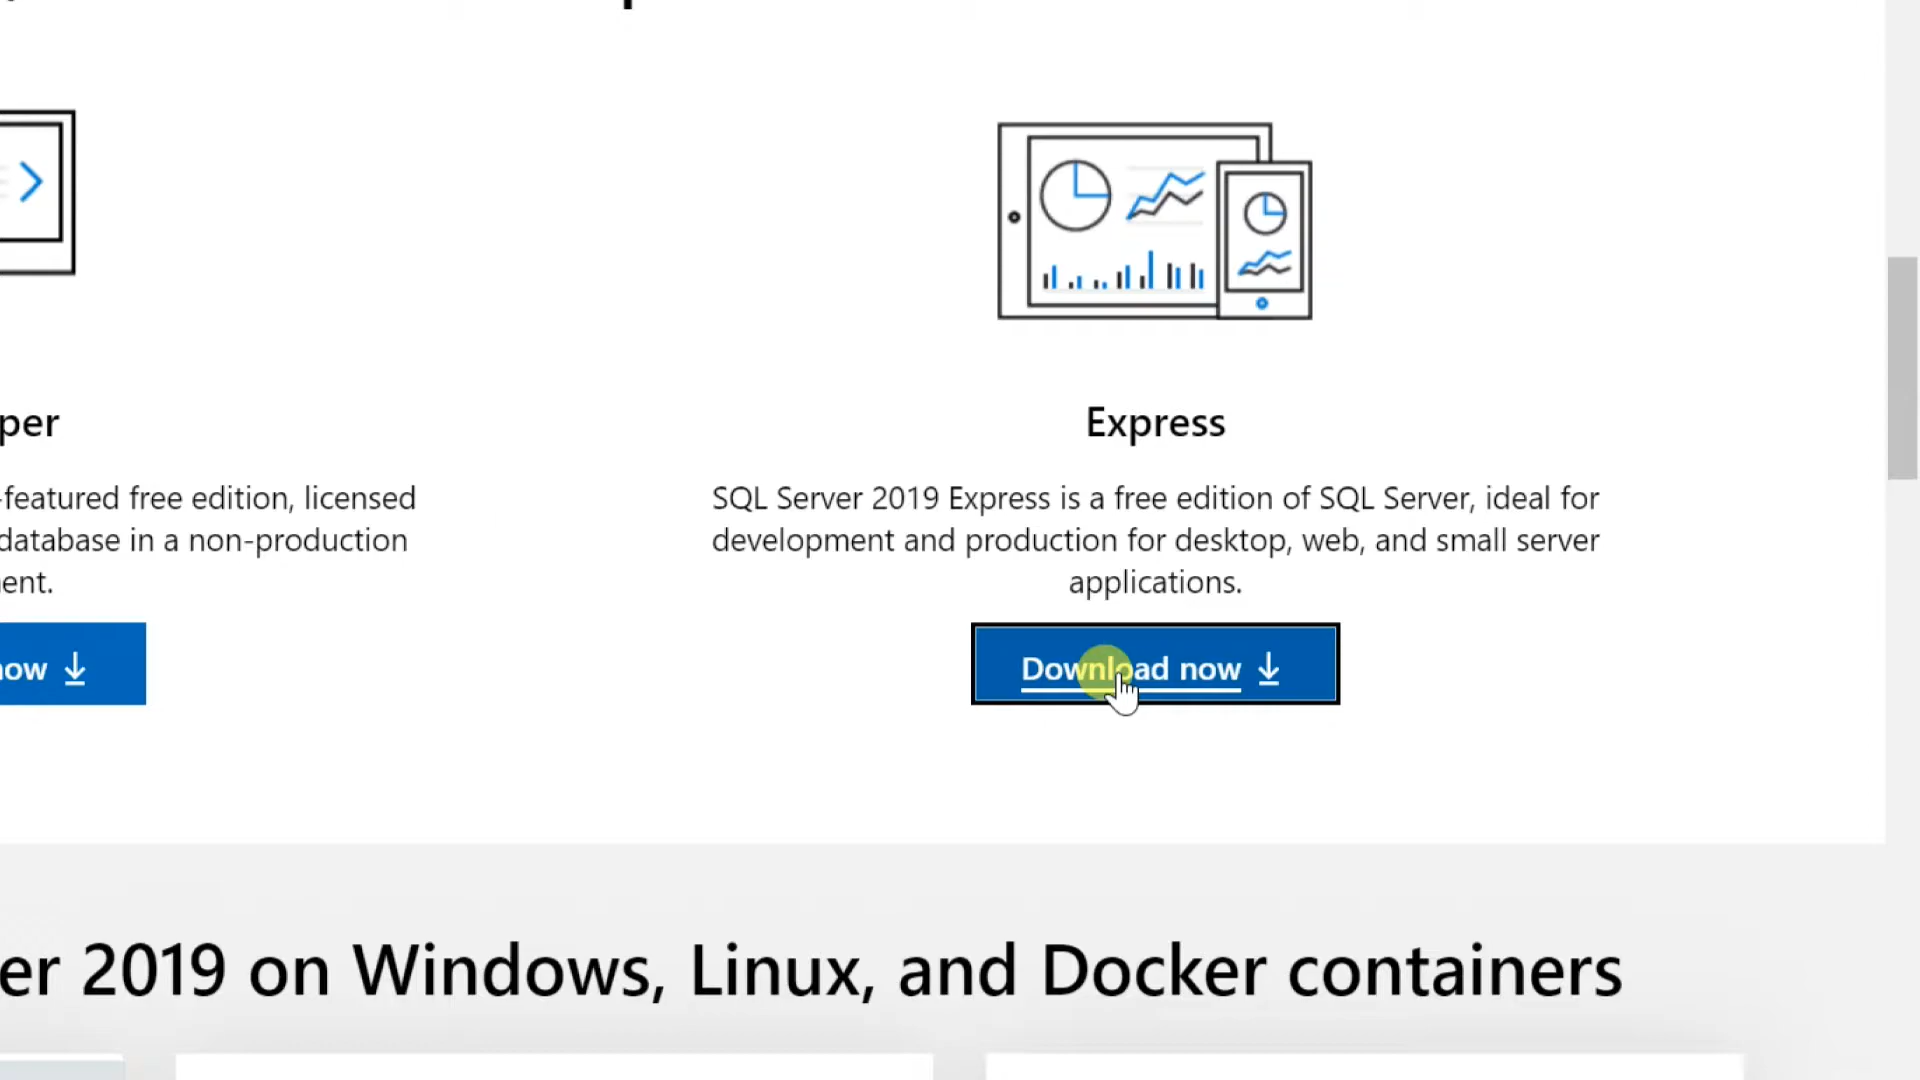 per
-featured free edition, licensed
database in a non-production
ent.
now
Express
SQL Server 2019 Express is a free edition of SQL Server, ideal for
development and production for desktop, web, and small server
applications.
Download now
er 2019 on Windows, Linux, and Docker containers